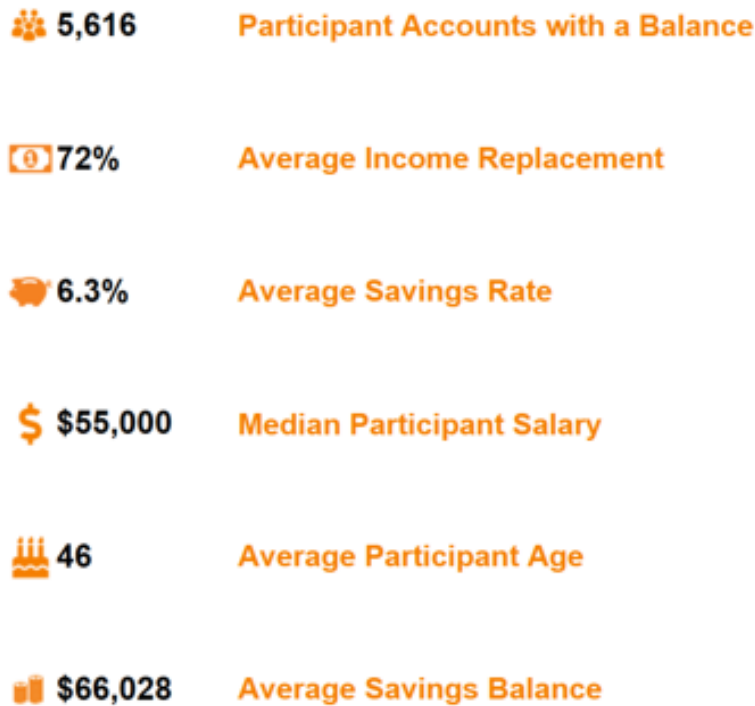 5,616 Participant Accounts with a Balance
72% Average Income Replacement
6.3% Average Savings Rate
$ $55,000 Median Participant Salary
46 Average Participant Age
$66,028 Average Savings Balance